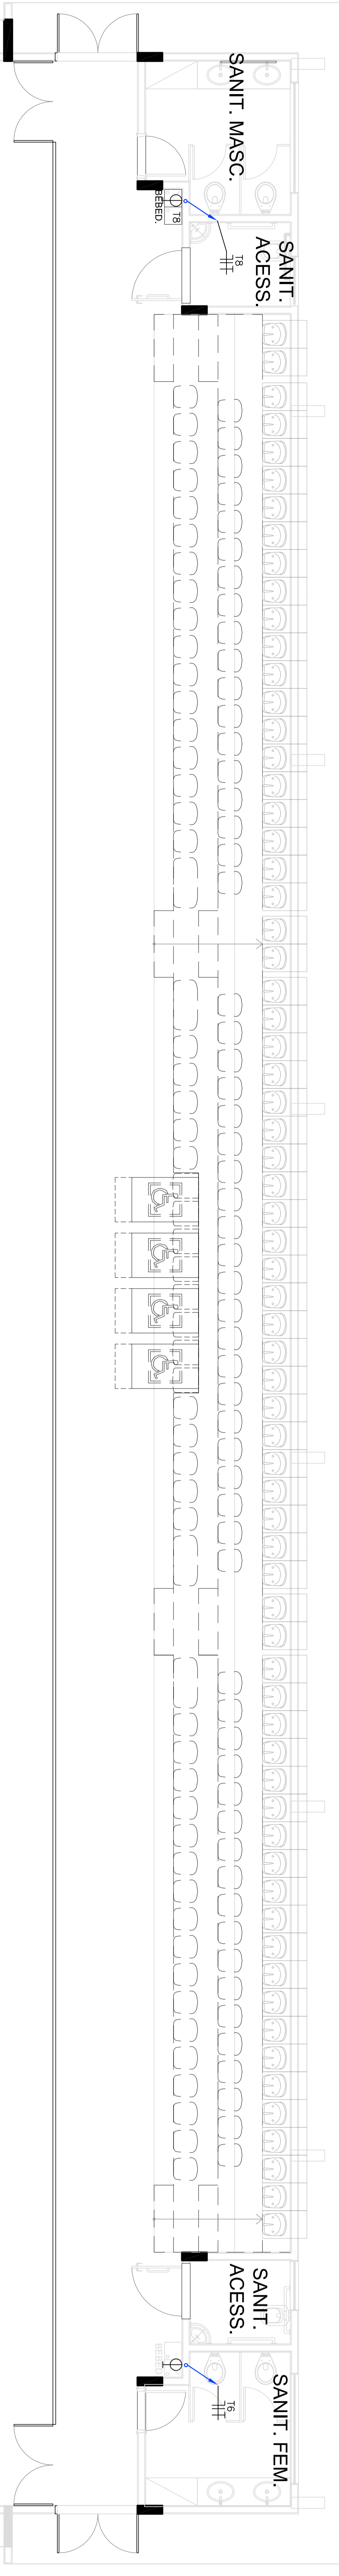 SANIT. MASC.
BEBED.
T8
T8
SANIT.
ACESS.
SANIT.
ACESS.
T6
SANIT. FEM.